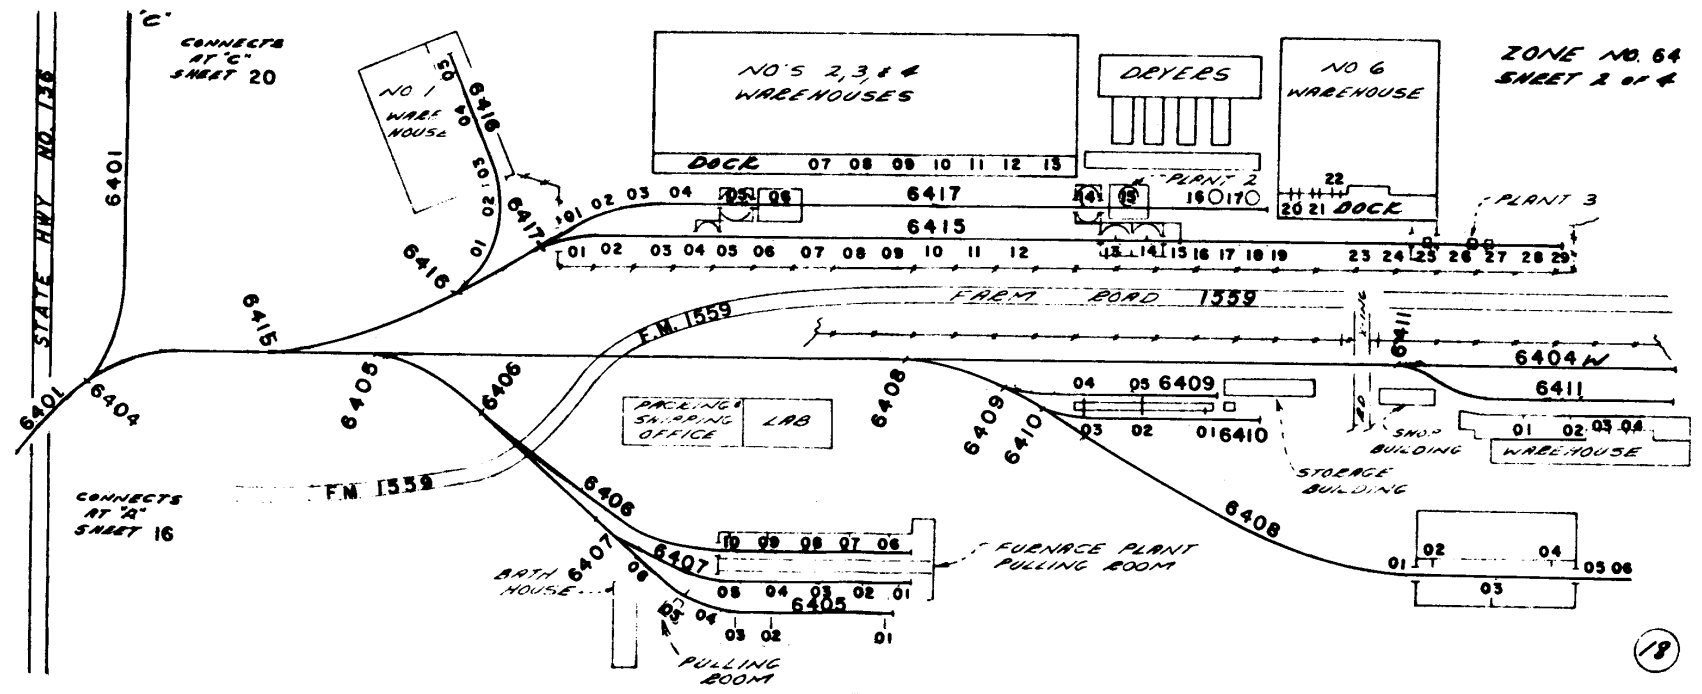 "C"
CONNECTS
AT "C"
SHEET 20
ZONE NO. 64
SHEET 2 OF 4
STATE HWY NO. 136
6401
NO 1
WARE
HOUSE
05
04
6416
03
02
01
6416
NO'S 2, 3, & 4
WAREHOUSES
DOCK 07 08 09 10 11 12 13
DRYERS
NO 6
WAREHOUSE
22
20 21 DOCK
PLANT 2
PLANT 3
6417
01 02 03 04 05 06 6417 14 15 16 17
6415
01 02 03 04 05 06 07 08 09 10 11 12 13 14 15 16 17 18 19 23 24 25 26 27 28 29
6415
FARM ROAD 1559
F.M. 1559
F.M. 1559
6401
6404
6405
6406
6408
6411
6404 W
6411
6409
6410
04 05 6409
03 02 01 6410
PACKING &
SHIPPING
OFFICE
LAB
STORAGE
BUILDING
SHOP
BUILDING
01 02 03 04
WAREHOUSE
CONNECTS
AT "A"
SHEET 16
6406
6407
6407
10 09 08 07 06
05 04 03 02 01
6405
06
05 04 03 02 01
BATH
HOUSE
PULLING
ROOM
FURNACE PLANT
PULLING ROOM
6408
01 02 04 05 06
03
18